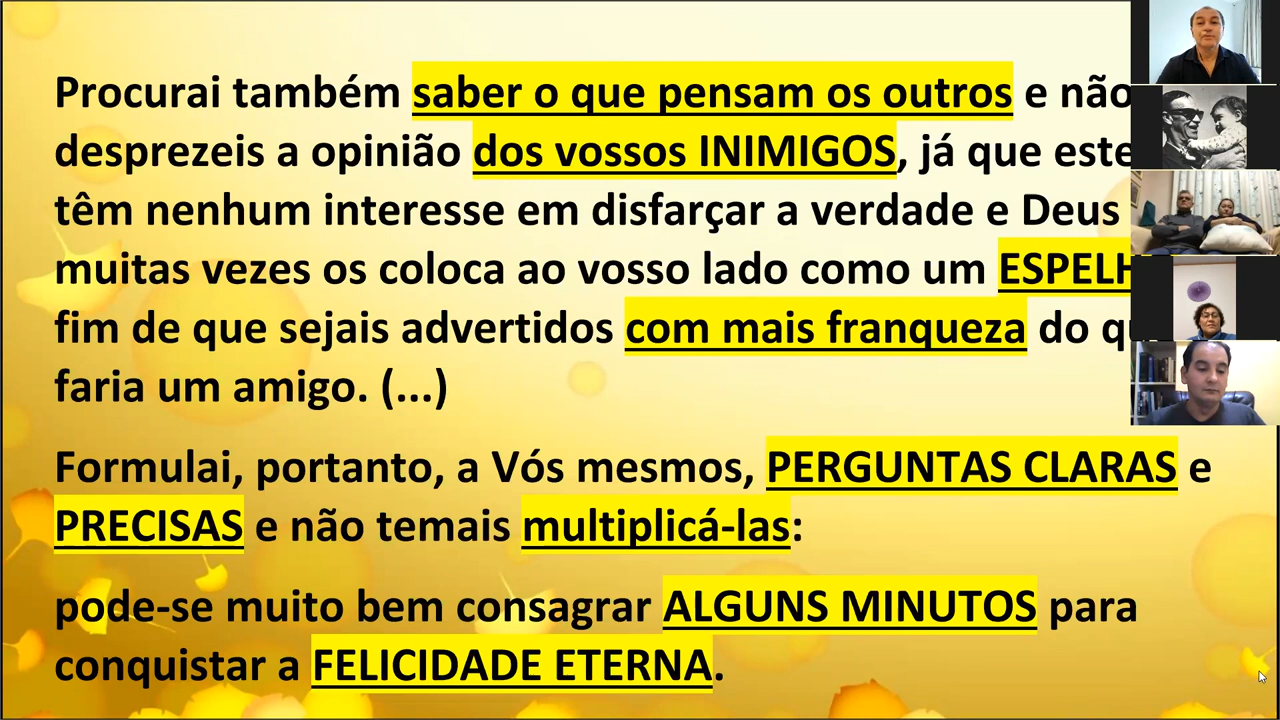 Procurai também saber o que pensam os outros e não
desprezeis a opinião dos vossos INIMIGOS, já que
têm nenhum interesse em disfarçar a verdade e Deus
muitas vezes os coloca ao vosso lado como um
fim de que sejais advertidos com mais franqueza do
faria um amigo. (...)
Formulai, portanto, a Vós mesmos, PERGUNTAS CLARAS e
PRECISAS e não temais multiplicá-las:
pode-se muito bem consagrar ALGUNS MINUTOS para
conquistar a FELICIDADE ETERNA.